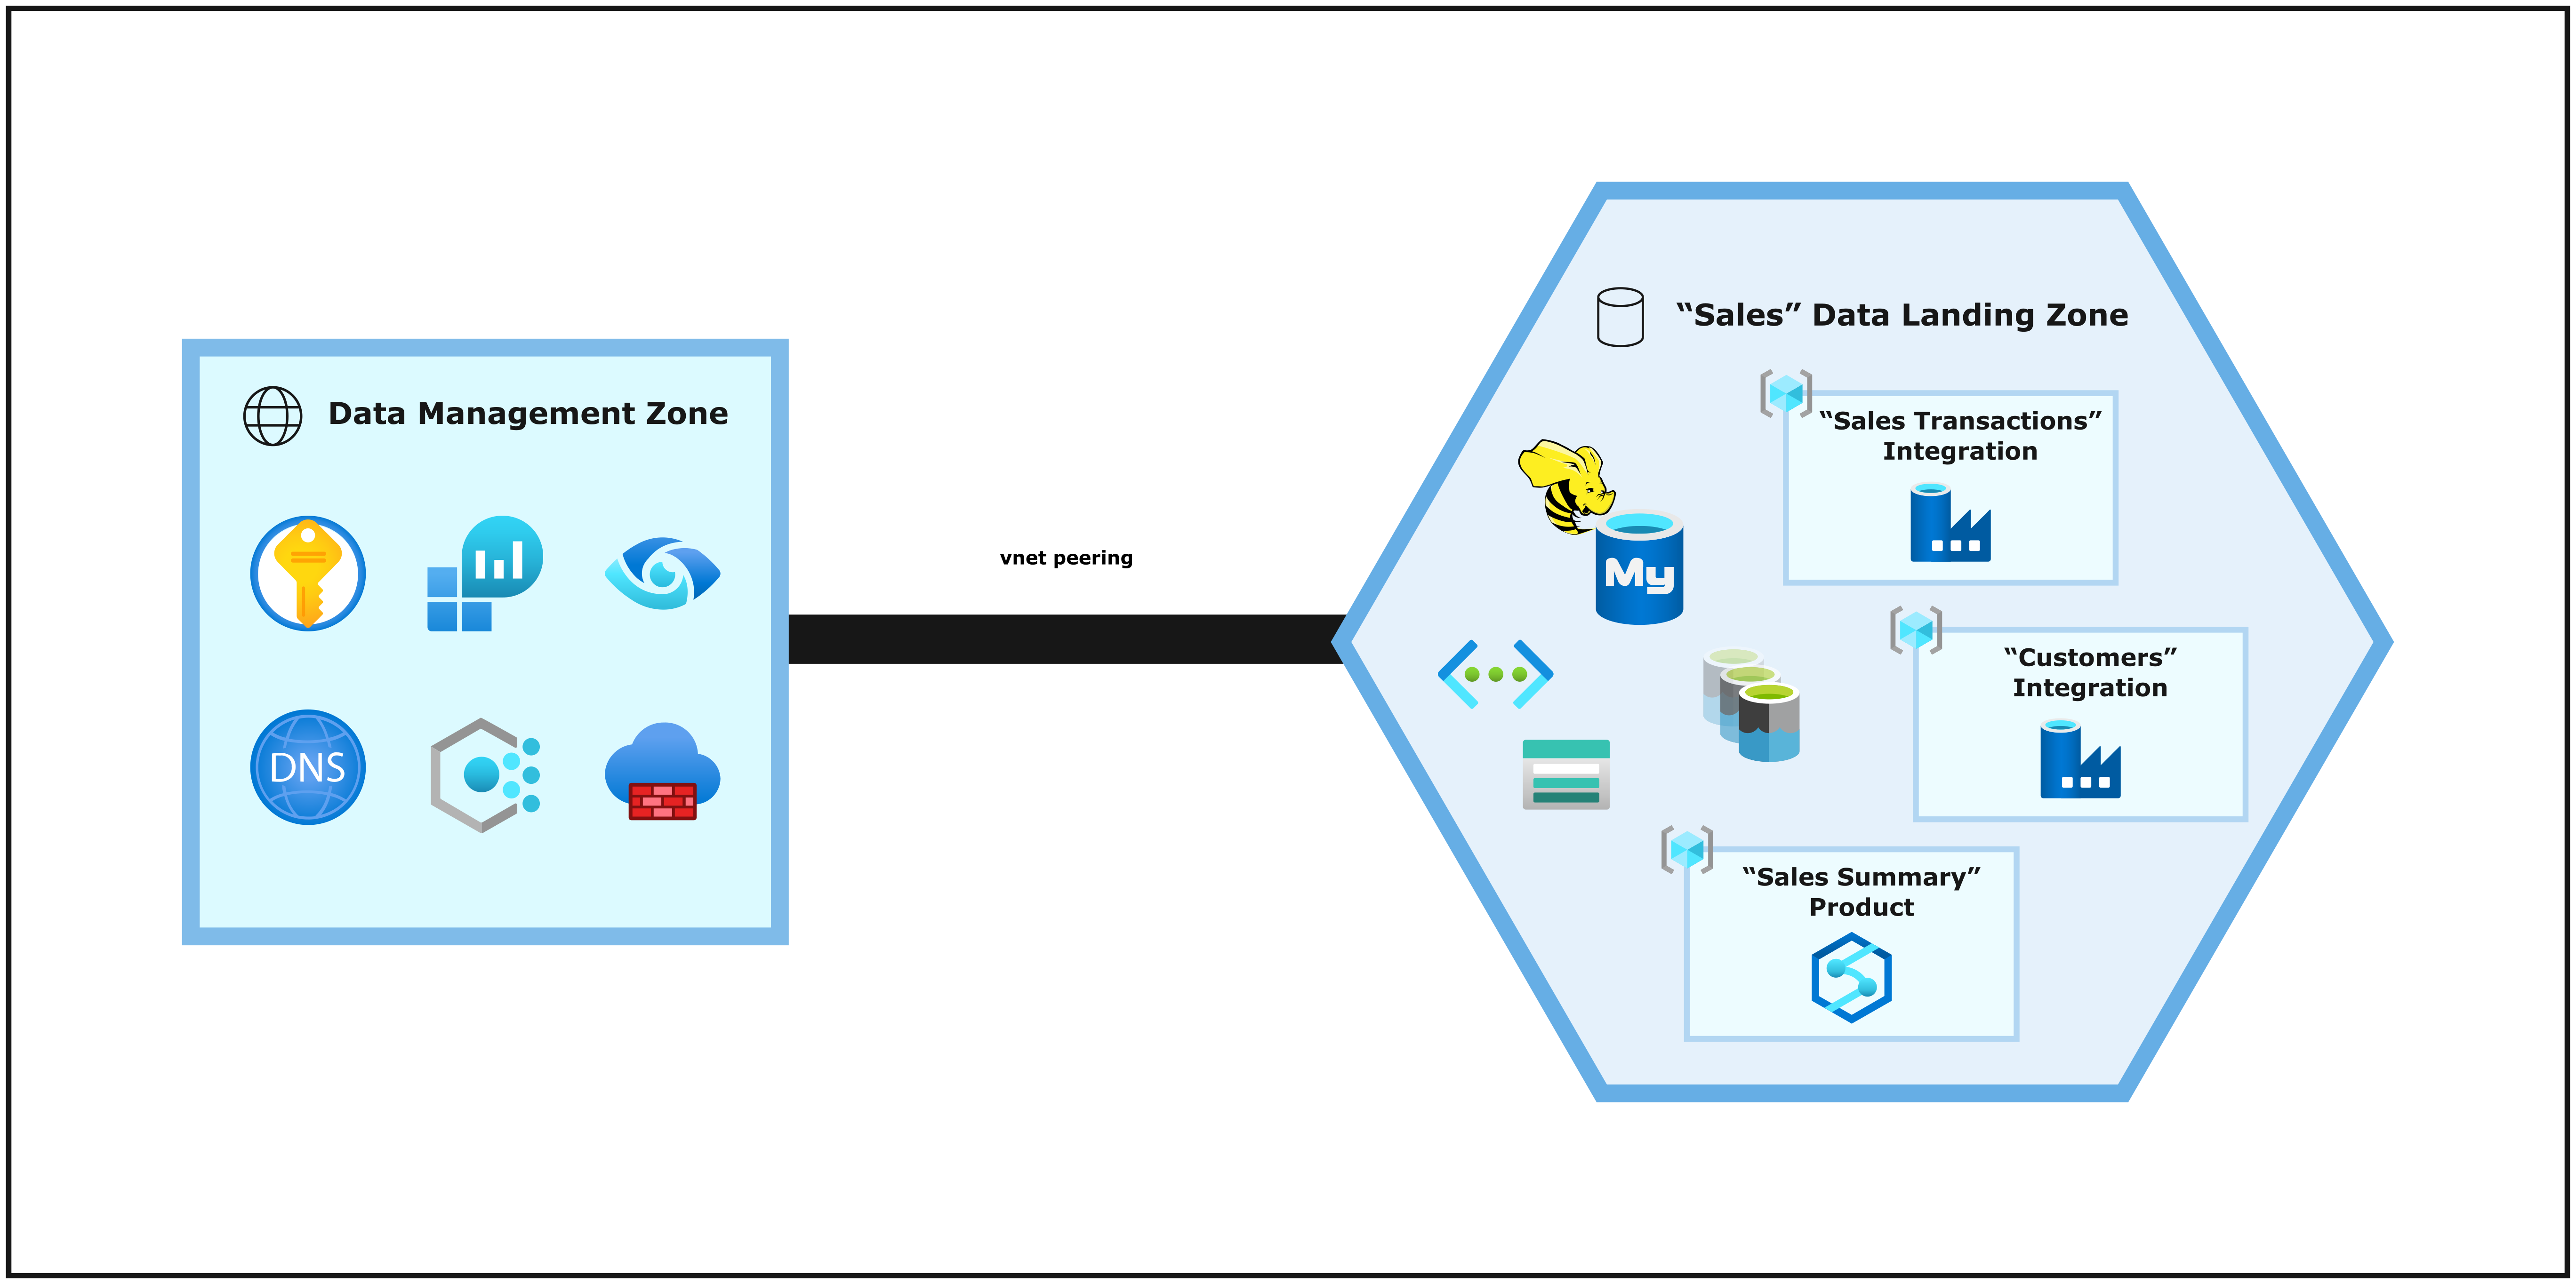 Data Management Zone
DNS
vnet peering
“Sales” Data Landing Zone
“Sales Transactions”
Integration
My
“Customers”
Integration
“Sales Summary”
Product